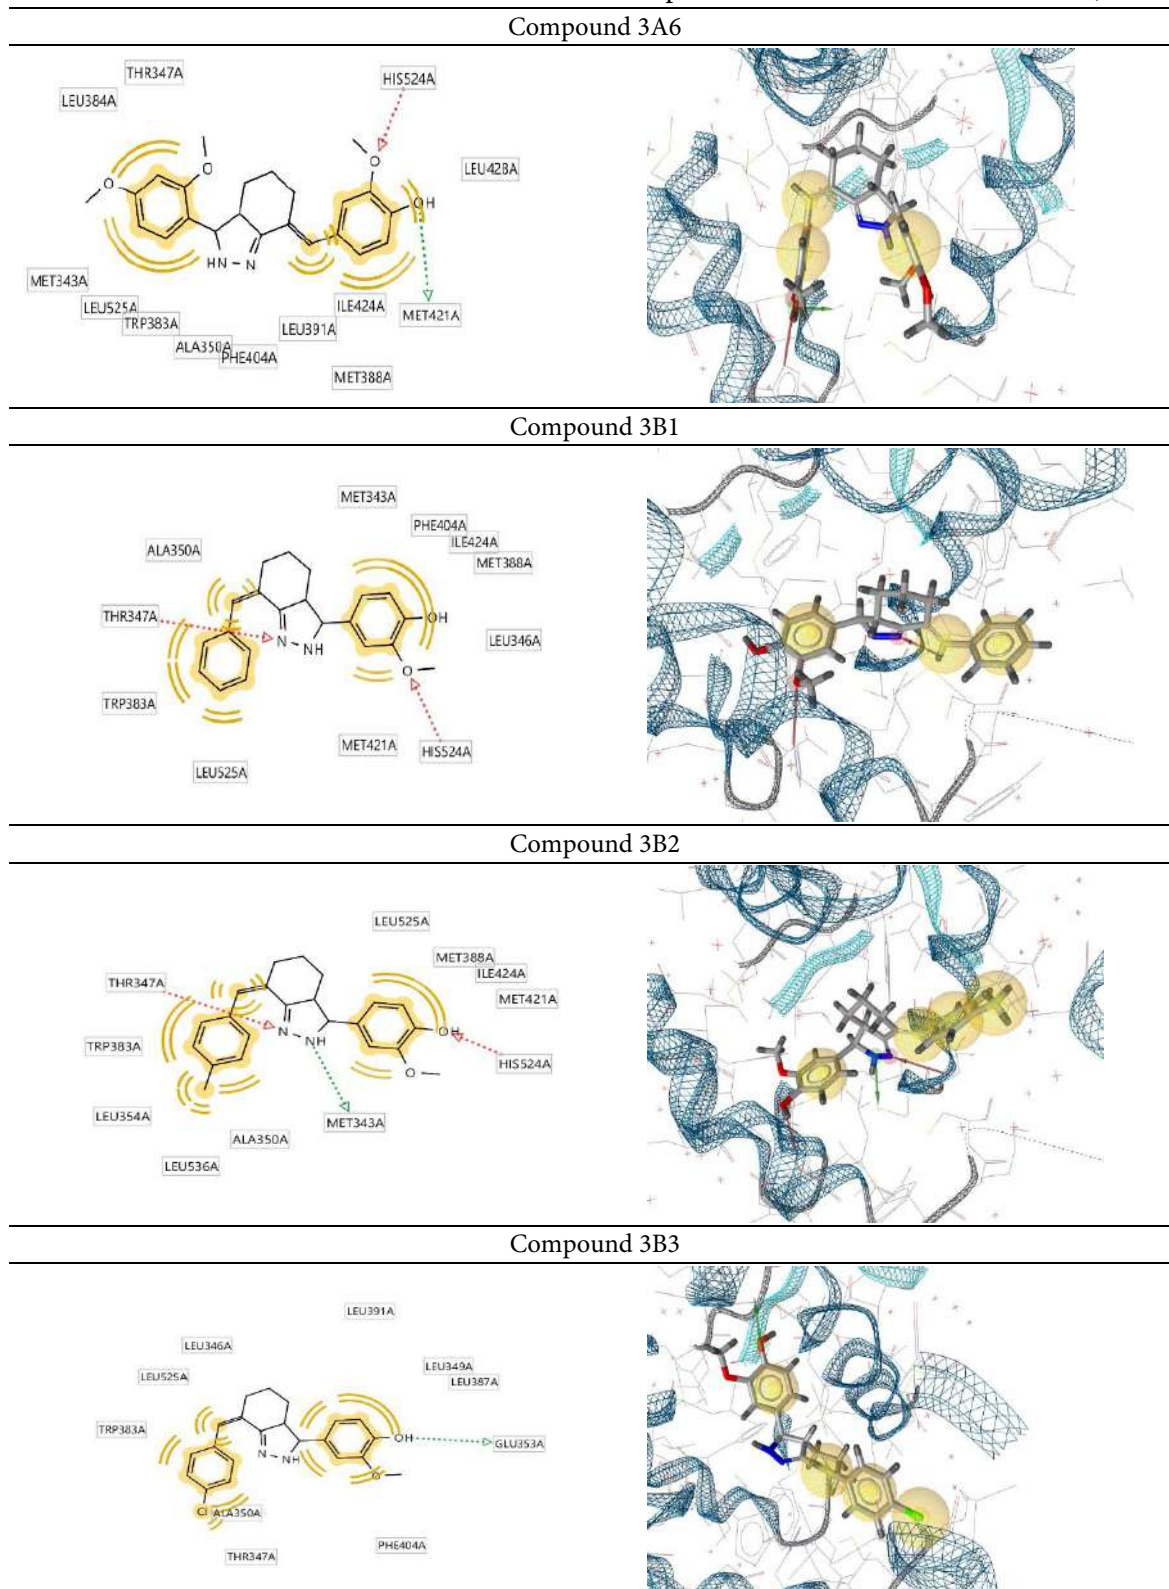 Compound 3A6
THR347A
HIS524A
LEU384A
LEU428A
O
O
O
OH
HN
N
MET343A
LEU525A
ILE424A
TRP383A
MET421A
LEU391A
ALA350A
PHE404A
MET388A
Compound 3B1
MET343A
PHE404A
ILE424A
ALA350A
MET388A
THR347A
OH
N
NH
LEU346A
O
TRP383A
MET421A
HIS524A
LEU525A
Compound 3B2
LEU525A
MET388A
ILE424A
THR347A
MET421A
N
NH
OH
TRP383A
HIS524A
O
LEU354A
MET343A
ALA350A
LEU536A
Compound 3B3
LEU391A
LEU346A
LEU349A
LEU525A
LEU387A
TRP383A
OH
GLU353A
N
NH
O
Cl
ALA350A
PHE404A
THR347A